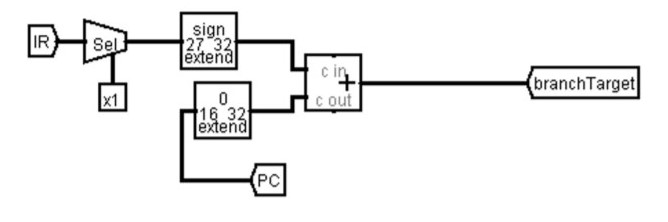 IR
Sel
x1
sign
27 32
extend
0
16 32
extend
PC
c in
+
c out
branchTarget